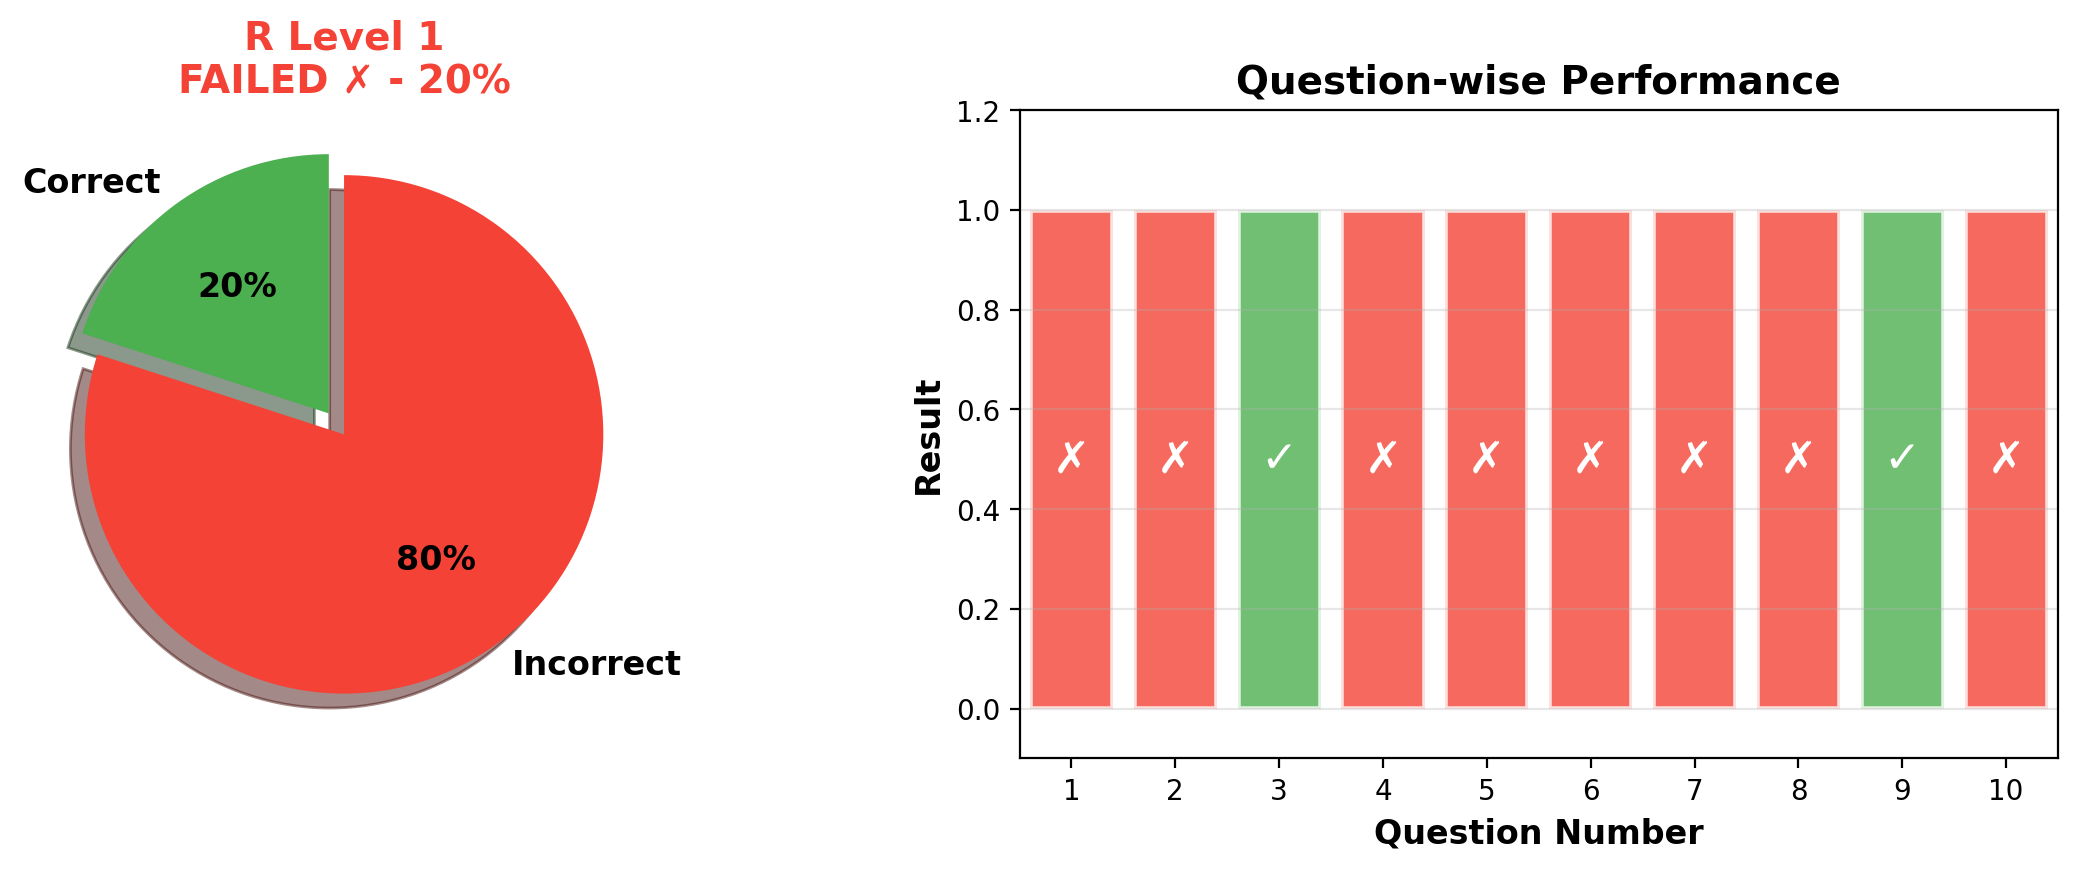 R Level 1
FAILED ✗ - 20%
Correct
20%
80%
Incorrect
Question-wise Performance
Result
1.2
1.0
0.8
0.6
0.4
0.2
0.0
✗ ✗ ✓ ✗ ✗ ✗ ✗ ✗ ✓ ✗
1 2 3 4 5 6 7 8 9 10
Question Number